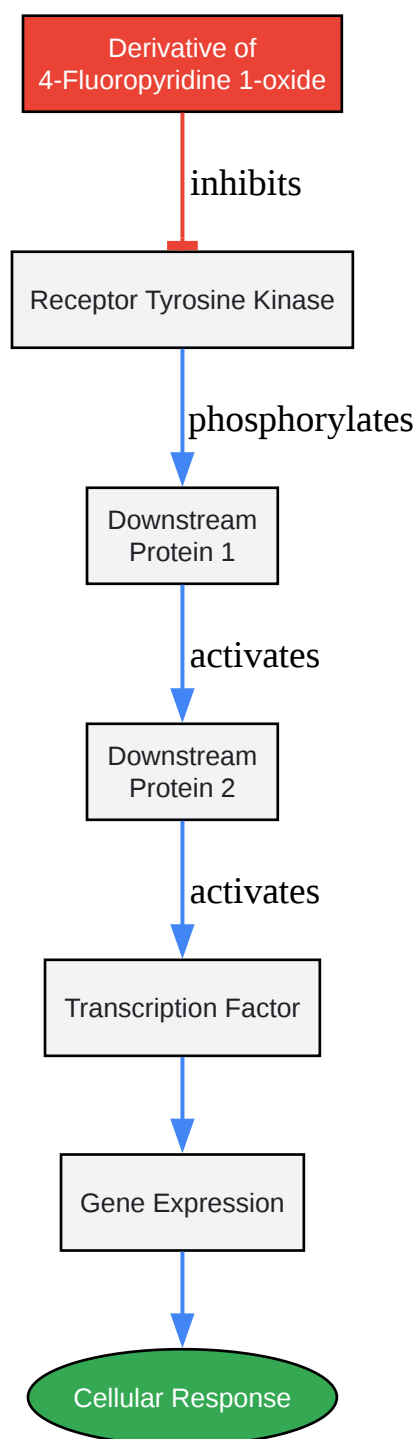 Derivative of
4-Fluoropyridine 1-oxide
inhibits
Receptor Tyrosine Kinase
phosphorylates
Downstream
Protein 1
activates
Downstream
Protein 2
activates
Transcription Factor
Gene Expression
Cellular Response